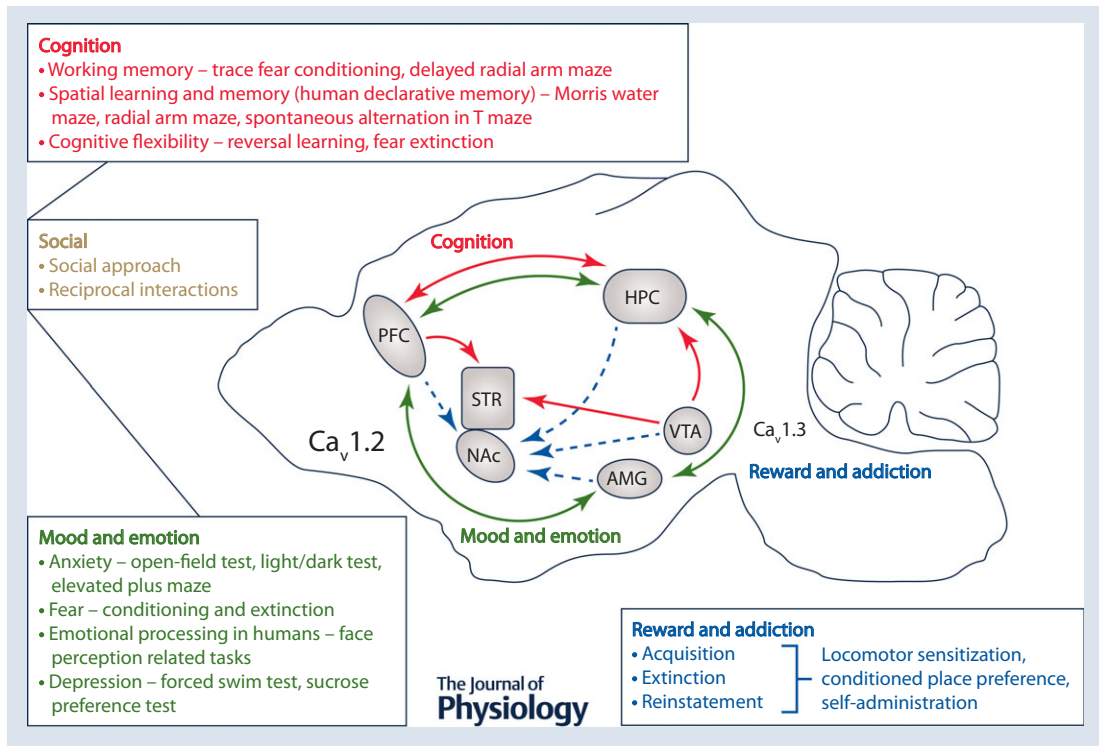 Cognition
• Working memory – trace fear conditioning, delayed radial arm maze
• Spatial learning and memory (human declarative memory) – Morris water
maze, radial arm maze, spontaneous alternation in T maze
• Cognitive flexibility – reversal learning, fear extinction
Social
• Social approach
• Reciprocal interactions
Cognition
HPC
PFC
STR
VTA
Cav1.3
Cav1.2
NAc
AMG
Reward and addiction
Mood and emotion
Mood and emotion
• Anxiety – open-field test, light/dark test,
elevated plus maze
• Fear – conditioning and extinction
• Emotional processing in humans – face
perception related tasks
• Depression – forced swim test, sucrose
preference test
The Journal of
Physiology
Reward and addiction
• Acquisition
• Extinction
• Reinstatement
Locomotor sensitization,
conditioned place preference,
self-administration